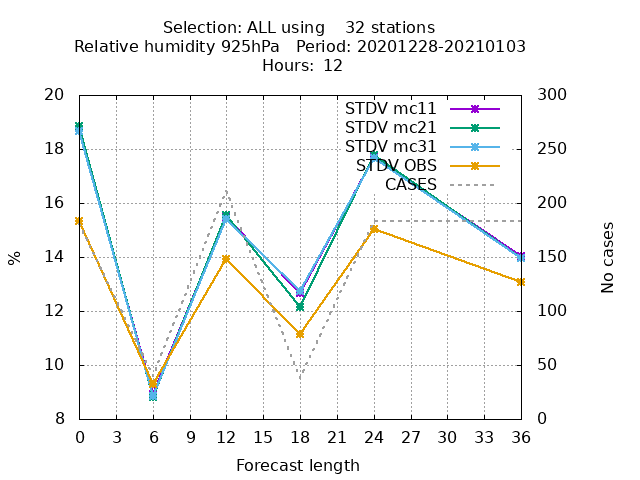 Selection: ALL using    32 stations
Relative humidity 925hPa   Period: 20201228-20210103
Hours:  12
STDV mc11
STDV mc21
STDV mc31
STDV OBS
CASES
20
18
16
14
12
10
8
%
300
250
200
150
100
50
0
No cases
0 3 6 9 12 15 18 21 24 27 30 33 36
Forecast length